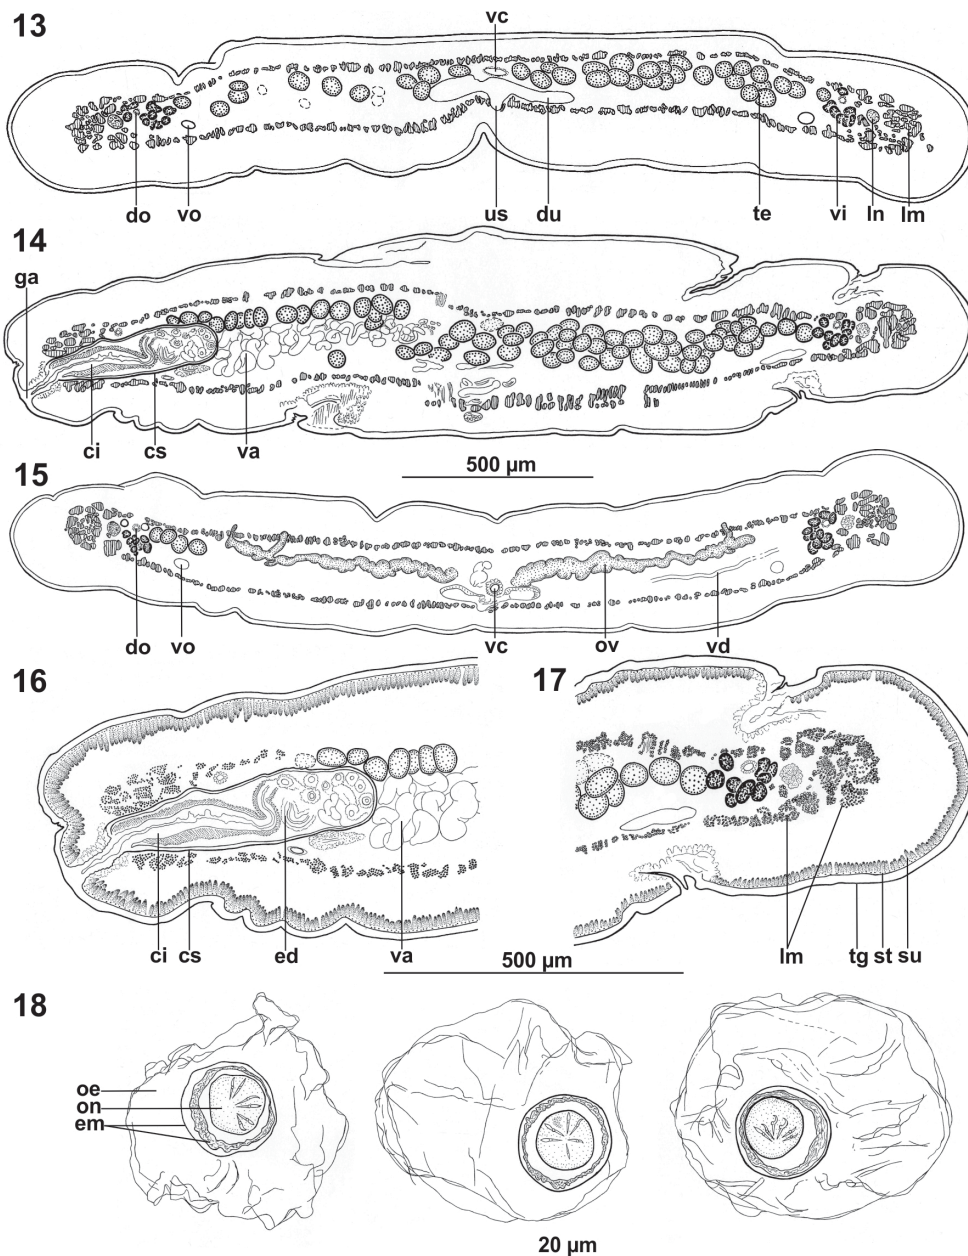 13
vc
do vo us du te vi ln lm
14
ga
ci cs va
500 µm
15
do vo vc ov vd
16
17
ci cs ed va
lm tg st su
500 µm
18
oe
on
em
20 µm